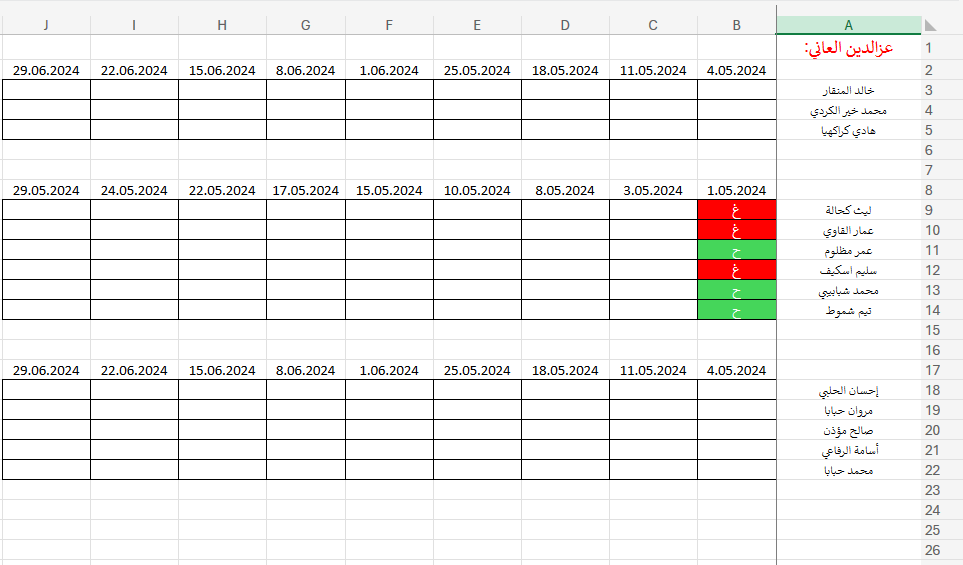 A B C D E F G H I J
1 عزالدين العاني:
2 4.05.2024 11.05.2024 18.05.2024 25.05.2024 1.06.2024 8.06.2024 15.06.2024 22.06.2024 29.06.2024
3 خالد المنقار
4 محمد خير الكردي
5 هادي كراكهيا
6
7
8 1.05.2024 3.05.2024 8.05.2024 10.05.2024 15.05.2024 17.05.2024 22.05.2024 24.05.2024 29.05.2024
9 ليث كحالة غ
10 عمار القاوي غ
11 عمر مظلوم ح
12 سليم اسكيف غ
13 محمد شبابيبي ح
14 تيم شموط ح
15
16
17 4.05.2024 11.05.2024 18.05.2024 25.05.2024 1.06.2024 8.06.2024 15.06.2024 22.06.2024 29.06.2024
18 إحسان الحلبي
19 مروان حبابا
20 صالح مؤذن
21 أسامة الرفاعي
22 محمد حبابا
23
24
25
26